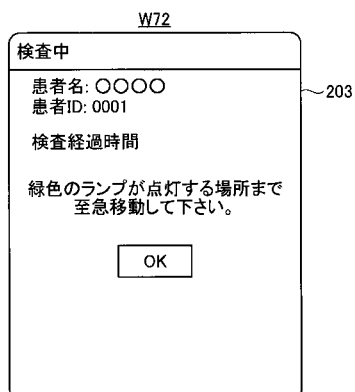 W72
検査中
患者名: 〇〇〇〇
患者ID: 0001
203
検査経過時間
緑色のランプが点灯する場所まで
至急移動して下さい。
OK